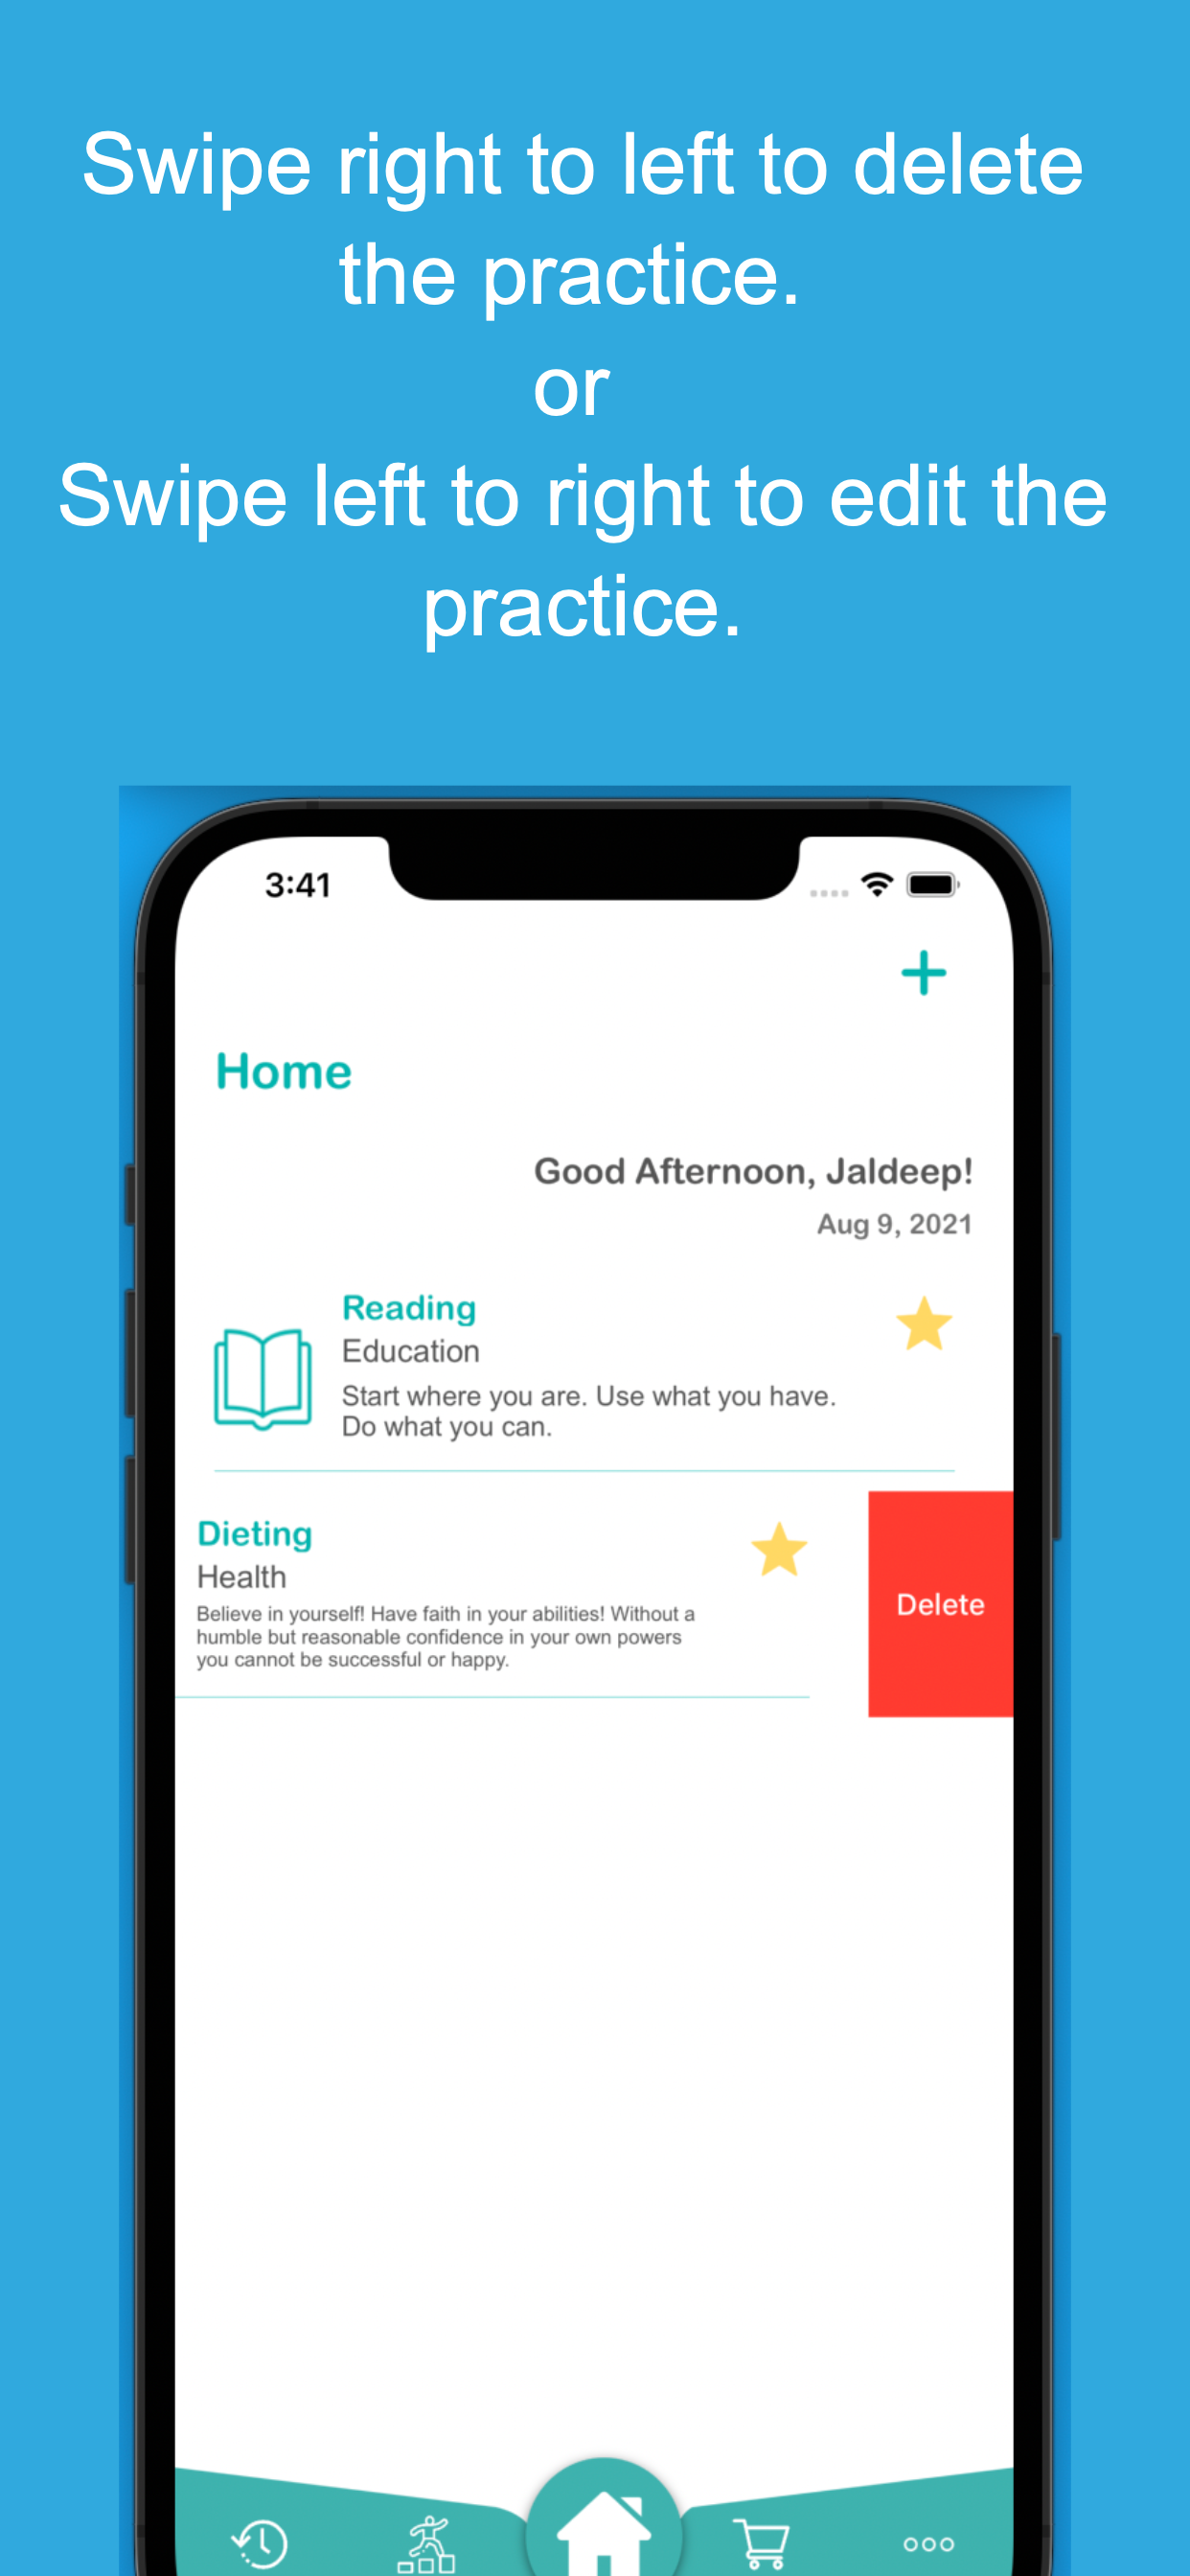 Swipe right to left to delete
the practice.
or
Swipe left to right to edit the
practice.
3:41
Home
Good Afternoon, Jaldeep!
Aug 9, 2021
Reading
Education
Start where you are. Use what you have.
Do what you can.
Dieting
Health
Believe in yourself! Have faith in your abilities! Without a
humble but reasonable confidence in your own powers
you cannot be successful or happy.
Delete